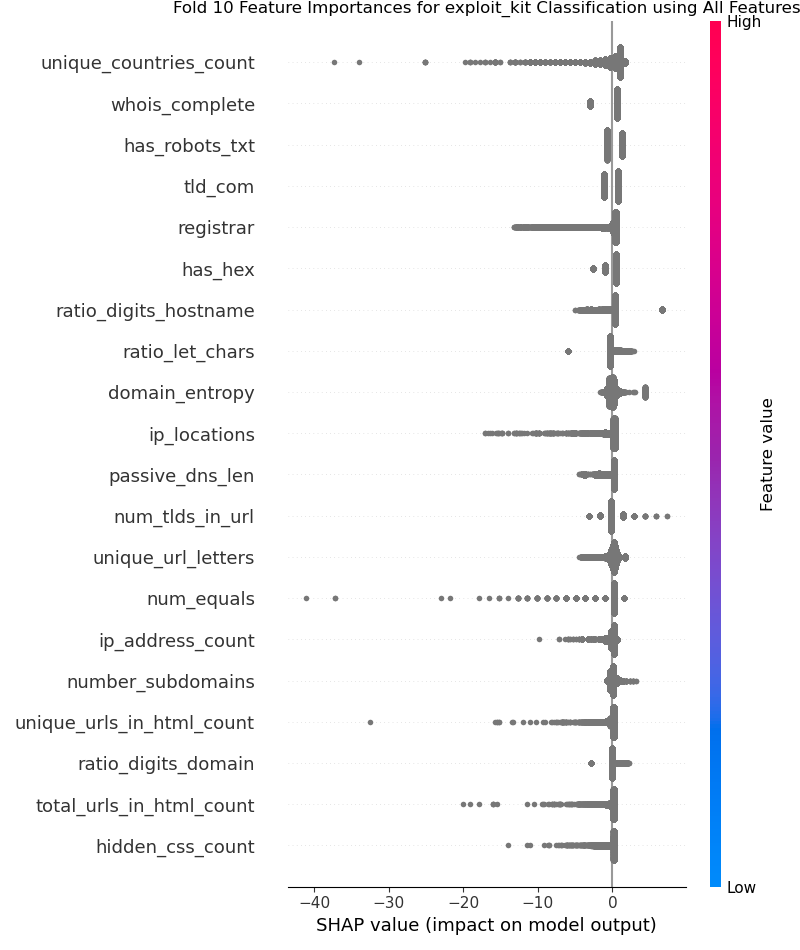 Fold 10 Feature Importances for exploit_kit Classification using All Features
High
unique_countries_count
whois_complete
has_robots_txt
tld_com
registrar
has_hex
ratio_digits_hostname
ratio_let_chars
domain_entropy
ip_locations
passive_dns_len
num_tlds_in_url
unique_url_letters
num_equals
ip_address_count
number_subdomains
unique_urls_in_html_count
ratio_digits_domain
total_urls_in_html_count
hidden_css_count
Feature value
Low
−40 −30 −20 −10 0
SHAP value (impact on model output)